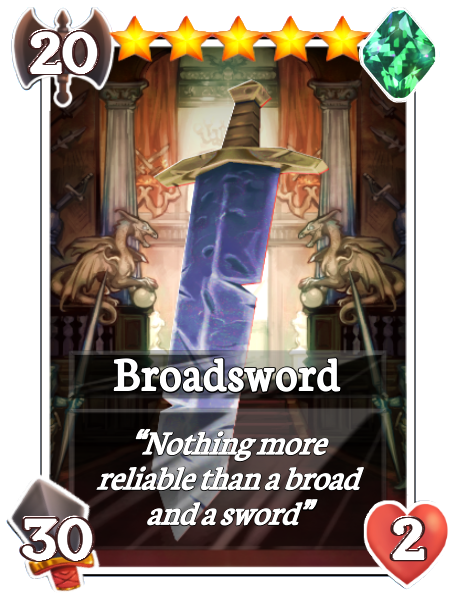 20
Broadsword
“Nothing more
reliable than a broad
and a sword”
30
2